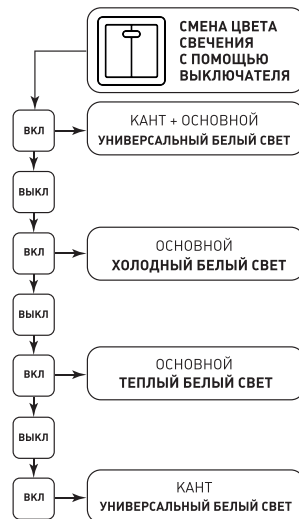 СМЕНА ЦВЕТА
СВЕЧЕНИЯ
С ПОМОЩЬЮ
ВЫКЛЮЧАТЕЛЯ
ВКЛ
КАНТ + ОСНОВНОЙ
УНИВЕРСАЛЬНЫЙ БЕЛЫЙ СВЕТ
ВЫКЛ
ВКЛ
ОСНОВНОЙ
ХОЛОДНЫЙ БЕЛЫЙ СВЕТ
ВЫКЛ
ВКЛ
ОСНОВНОЙ
ТЕПЛЫЙ БЕЛЫЙ СВЕТ
ВЫКЛ
ВКЛ
КАНТ
УНИВЕРСАЛЬНЫЙ БЕЛЫЙ СВЕТ